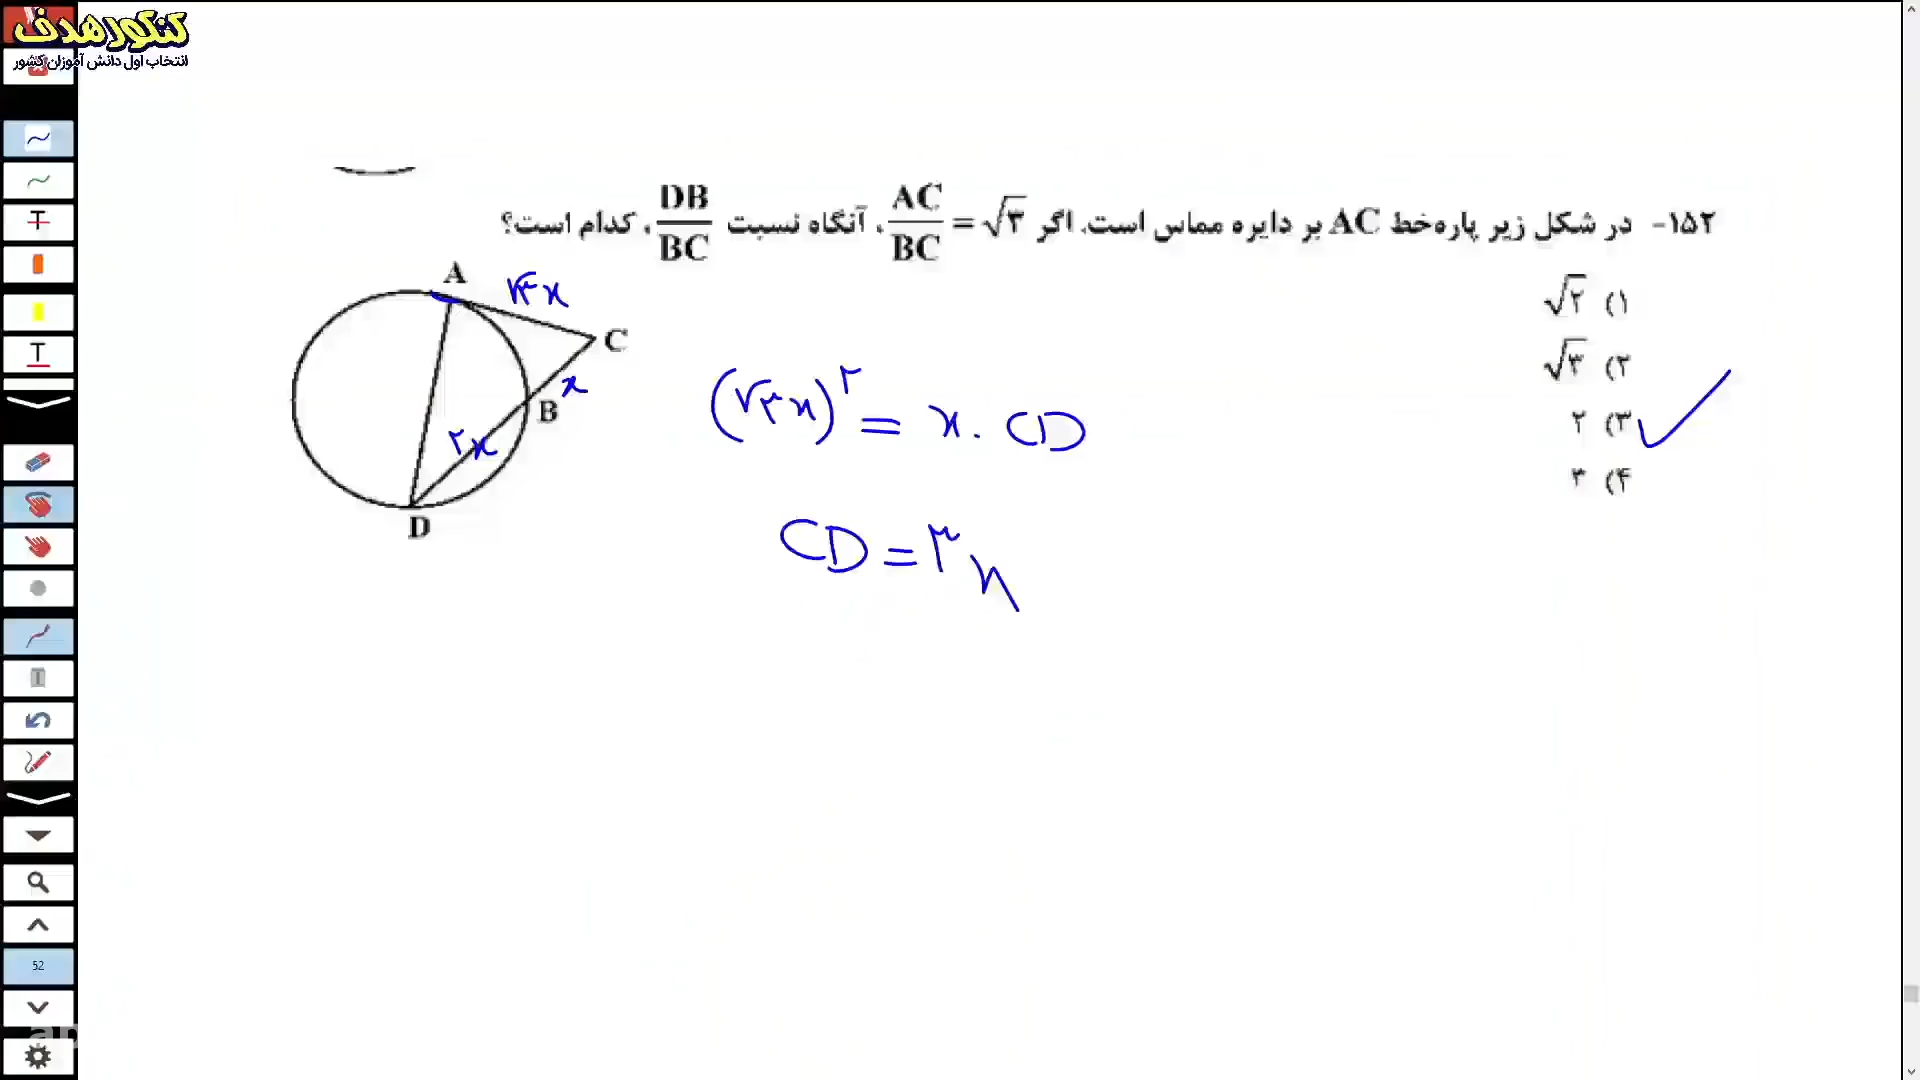 کنکور هدف
انتخاب اول دانش آموزان کشور
۱۵۲- در شکل زیر پاره‌خط AC بر دایره مماس است. اگر AC/BC = √۳ ، آنگاه نسبت DB/BC ، کدام است؟
۱) √۲
۲) √۳
۳) ۲
۴) ۳
A
√۳x
C
x
B
۲x
D
(√۳x)^۲ = x . CD
CD = ۳x
T
T
52